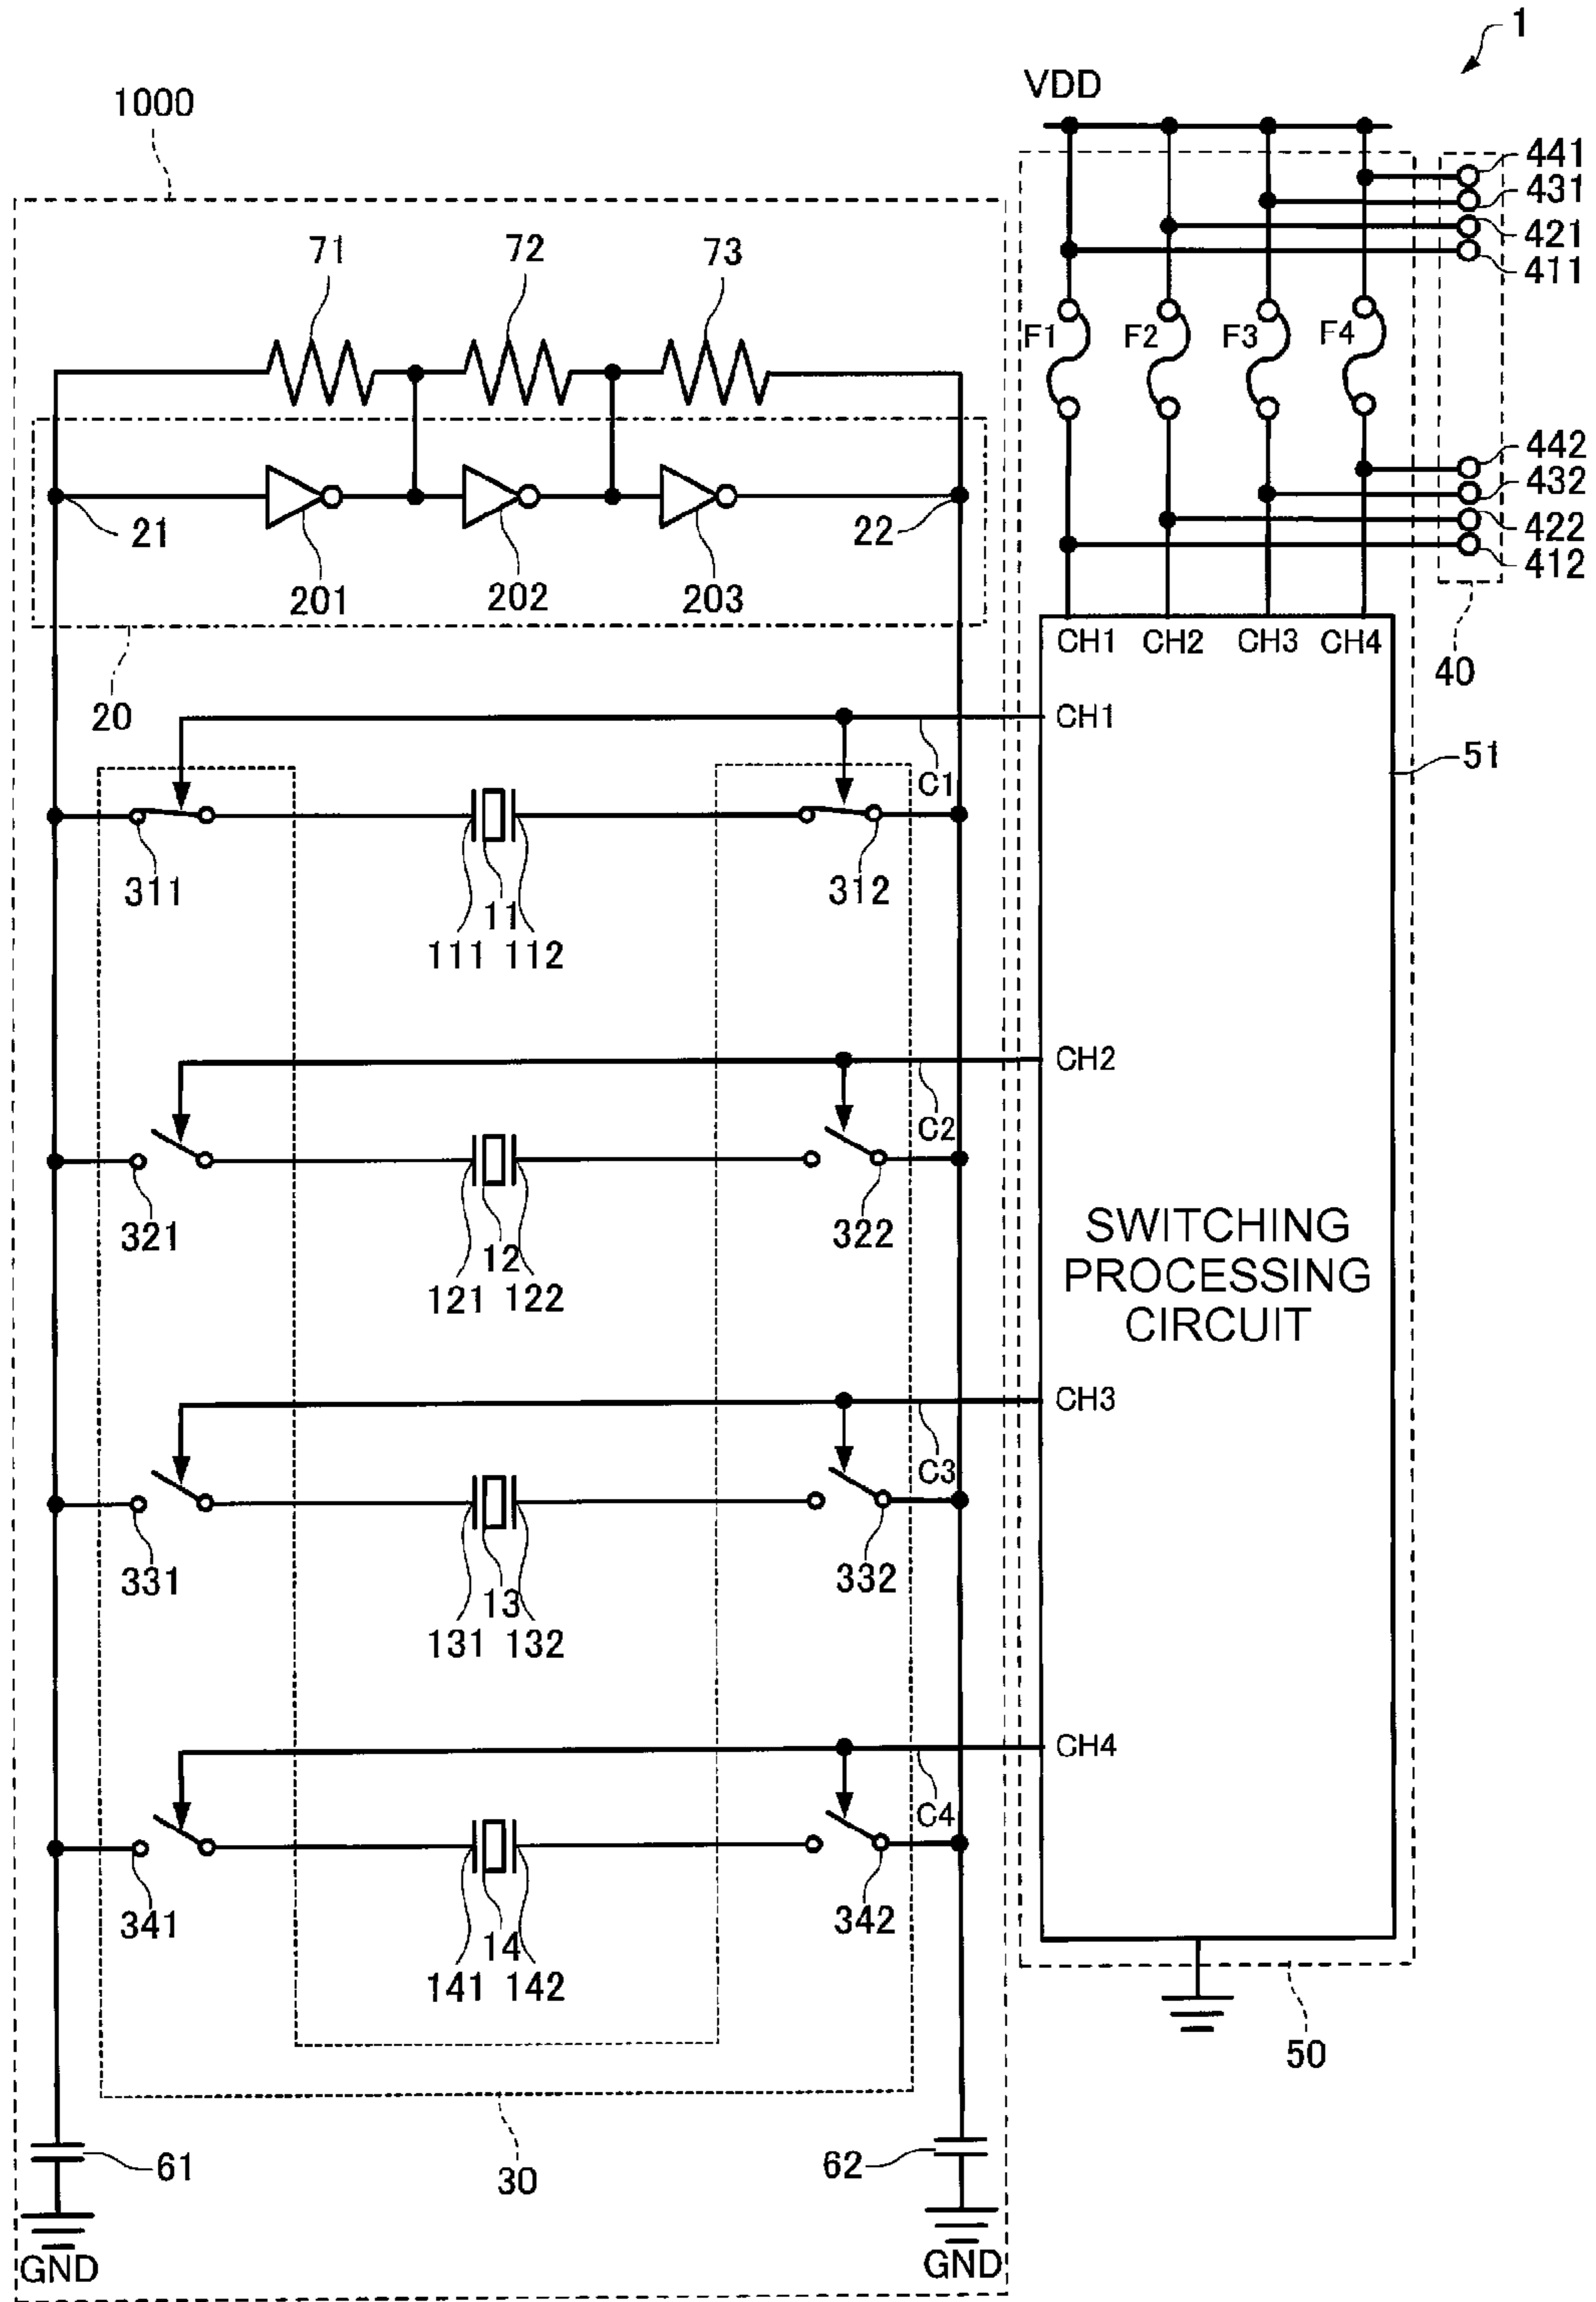 1
VDD
1000
441
431
421
411
71 72 73
F1 F2 F3 F4
442
432
422
412
21 22
201 202 203
CH1 CH2 CH3 CH4
40
20
CH1
51
C1
311 312
11
111 112
CH2
C2
321 322
12
121 122
SWITCHING
PROCESSING
CIRCUIT
CH3
C3
331 332
13
131 132
CH4
C4
341 342
14
141 142
50
61 62
30
GND GND